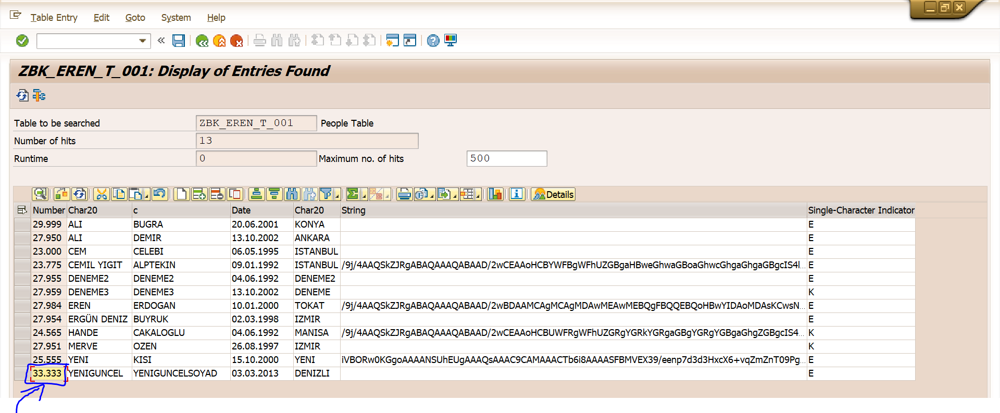 Table Entry Edit Goto System Help
ZBK_EREN_T_001: Display of Entries Found
Table to be searched ZBK_EREN_T_001 People Table
Number of hits 13
Runtime 0 Maximum no. of hits 500
Details
Number Char20 c Date Char20 String Single-Character Indicator
29.999 ALI BUGRA 20.06.2001 KONYA E
27.950 ALI DEMIR 13.10.2002 ANKARA E
23.000 CEM CELEBI 06.05.1995 ISTANBUL E
23.775 CEMIL YIGIT ALPTEKIN 09.01.1992 ISTANBUL /9j/4AAQSkZJRgABAQAAAQABAAD/2wCEAAoHCBYWFBgWFhUZGBgaHBweGhwaGBoaGhwcGhgaGhgaGBgcIS4l... E
27.955 DENEME2 DENEME2 04.06.1992 DENEME2 E
27.959 DENEME3 DENEME3 13.10.2002 DENEME K
27.984 EREN ERDOGAN 10.01.2000 TOKAT /9j/4AAQSkZJRgABAQAAAQABAAD/2wBDAAMCAgMCAgMDAwMEAwMEBQgFBQQEBQoHBwYIDAoMDAsKCwsN... E
27.954 ERGÜN DENIZ BUYRUK 02.03.1998 IZMIR E
24.565 HANDE CAKALOGLU 04.06.1992 MANISA /9j/4AAQSkZJRgABAQAAAQABAAD/2wCEAAoHCBUWFRgWFhUZGRgYGRkYGRgaGBgYGRgYGBgaGhgZGBgcIS4... K
27.951 MERVE OZEN 26.08.1997 IZMIR K
25.555 YENI KISI 15.10.2000 YENI iVBORw0KGgoAAAANSUhEUgAAAQsAAAC9CAMAAACTb6i8AAAASFBMVEX39/eenp7d3d3HxcX6+vqZmZnT09Pg... E
33.333 YENIGUNCEL YENIGUNCELSOYAD 03.03.2013 DENIZLI E